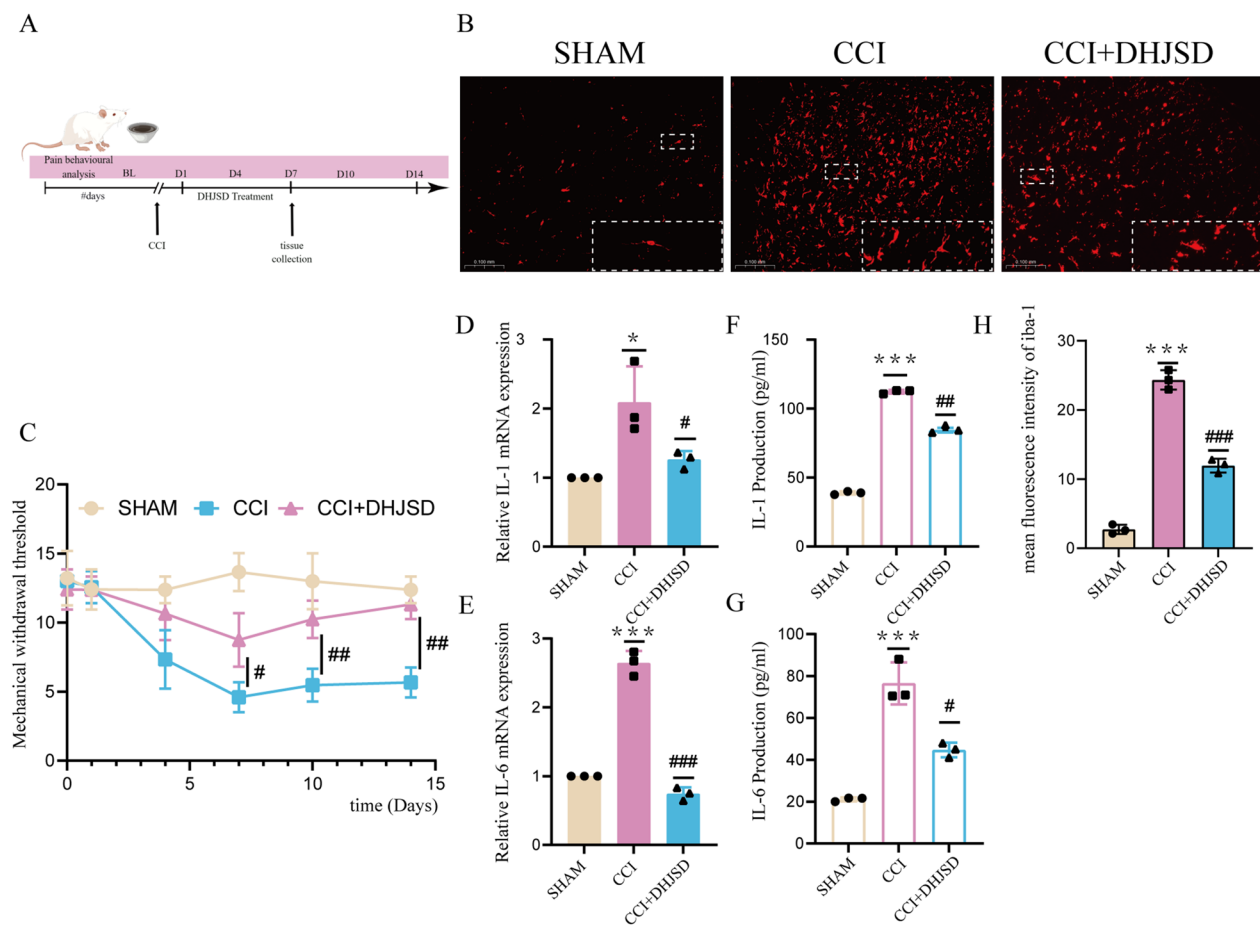 A
Pain behavioural
analysis
BL
D1
D4
D7
D10
D14
#days
DHJSD Treatment
CCI
tissue
collection
B
SHAM
CCI
CCI+DHJSD
0.100 mm
0.100 mm
0.100 mm
C
SHAM
CCI
CCI+DHJSD
Mechanical withdrawal threshold
20
15
10
5
0
#
##
##
0
5
10
15
time (Days)
D
Relative IL-1 mRNA expression
3
2
1
0
*
#
SHAM
CCI
CCI+DHJSD
E
Relative IL-6 mRNA expression
3
2
1
0
***
###
SHAM
CCI
CCI+DHJSD
F
IL-1 Production (pg/ml)
150
100
50
0
***
##
SHAM
CCI
CCI+DHJSD
G
IL-6 Production (pg/ml)
100
80
60
40
20
0
***
#
SHAM
CCI
CCI+DHJSD
H
mean fluorescence intensity of iba-1
30
20
10
0
***
###
SHAM
CCI
CCI+DHJSD